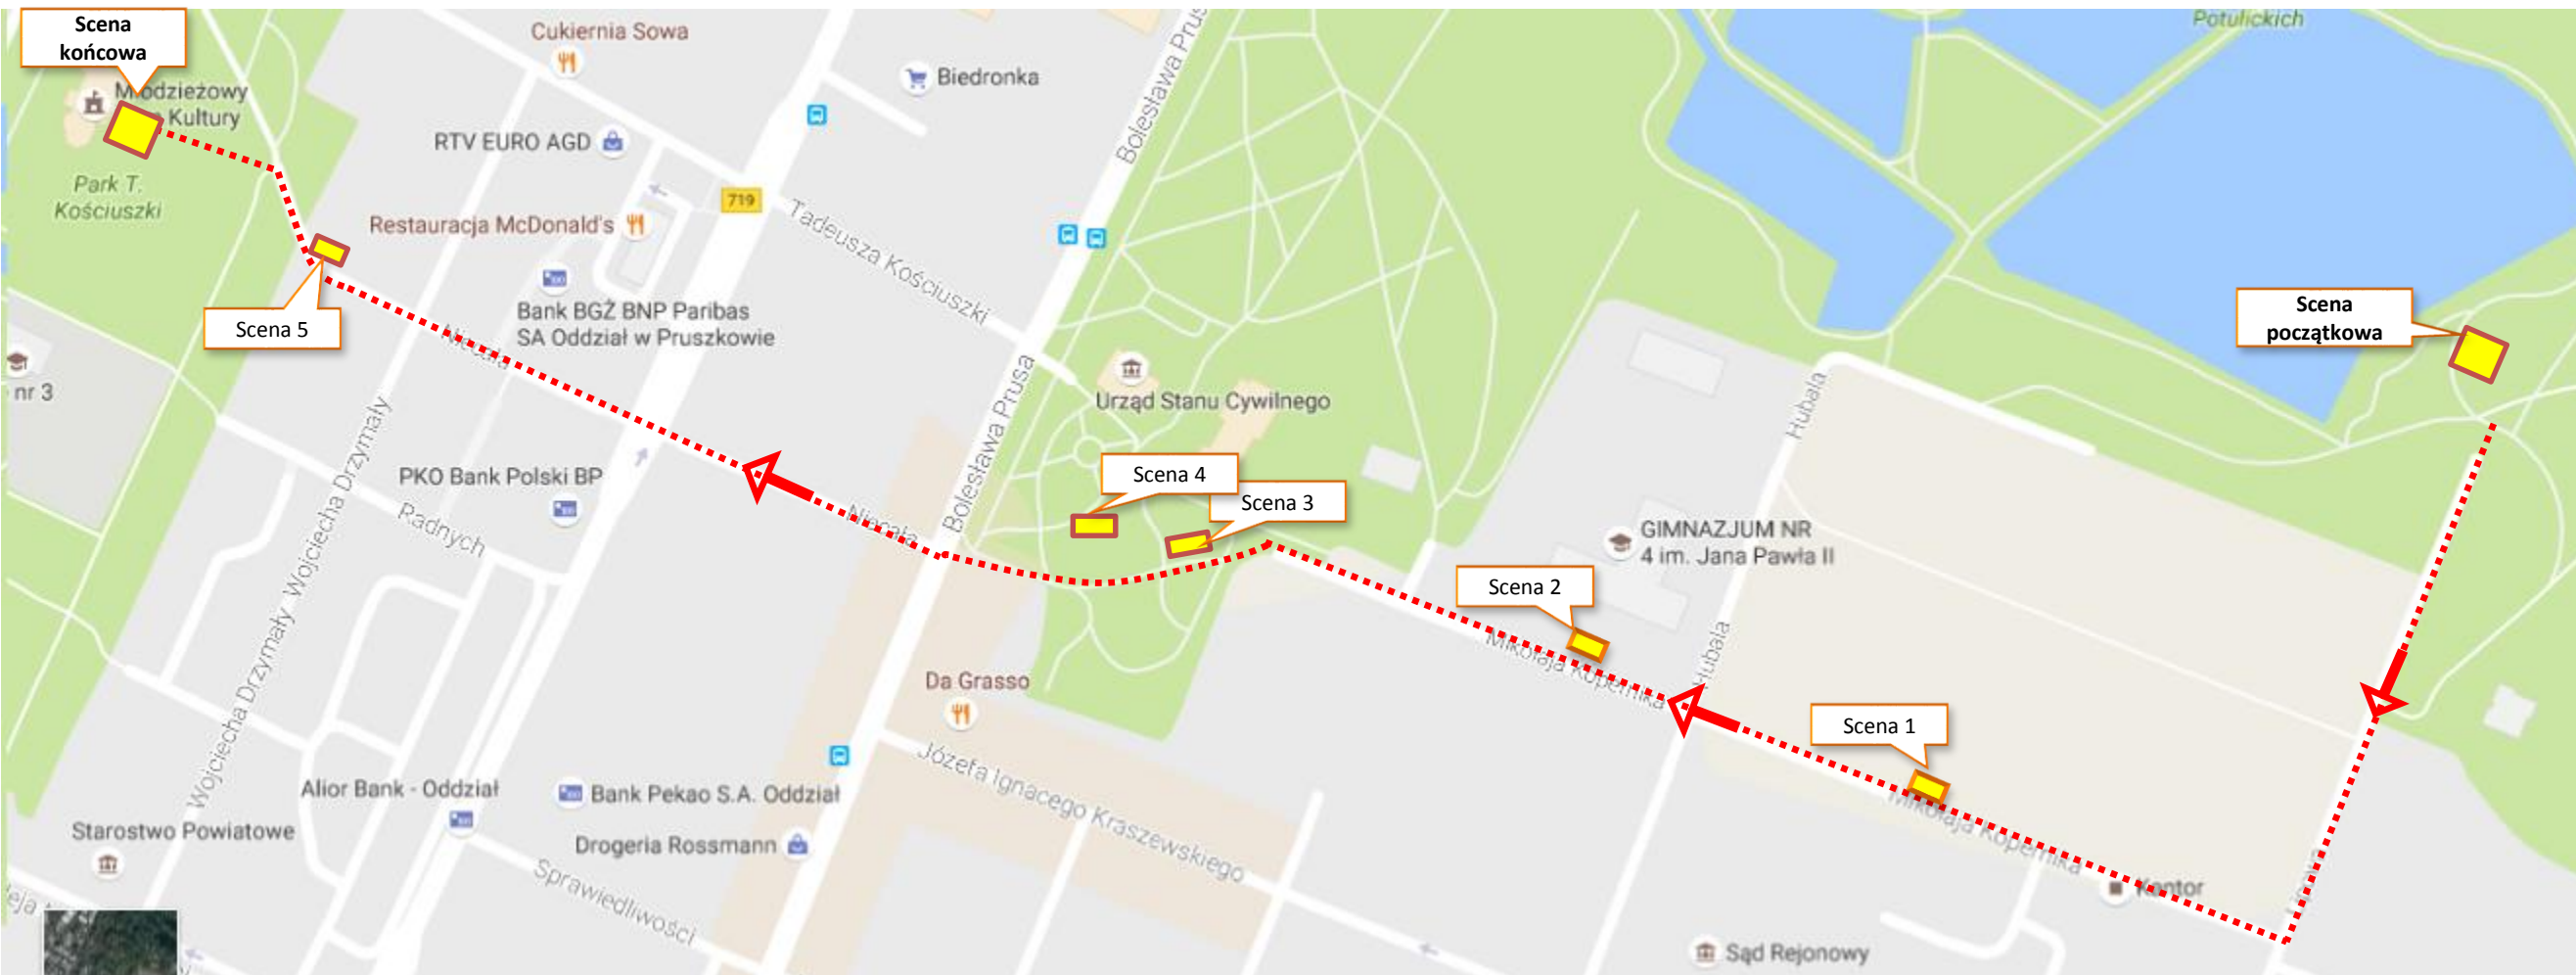 Scena
końcowa
Cukiernia Sowa
Potulickich
Biedronka
Bolesława Prusa
Młodzieżowy
Kultury
RTV EURO AGD
Park T.
Kościuszki
719
Tadeusza Kościuszki
Restauracja McDonald's
Scena
początkowa
Bank BGŻ BNP Paribas
SA Oddział w Pruszkowie
Scena 5
Niecała
nr 3
Urząd Stanu Cywilnego
Hubala
Bolesława Prusa
Wojciecha Drzymały
PKO Bank Polski BP
Radnych
Scena 4
Scena 3
Niecała
GIMNAZJUM NR
4 im. Jana Pawła II
Scena 2
Mikołaja Kopernika
Hubala
Wojciecha Drzymały
Da Grasso
Scena 1
Józefa Ignacego Kraszewskiego
Alior Bank - Oddział
Bank Pekao S.A. Oddział
Mikołaja Kopernika
Starostwo Powiatowe
Drogeria Rossmann
Kantor
Sprawiedliwości
Sąd Rejonowy